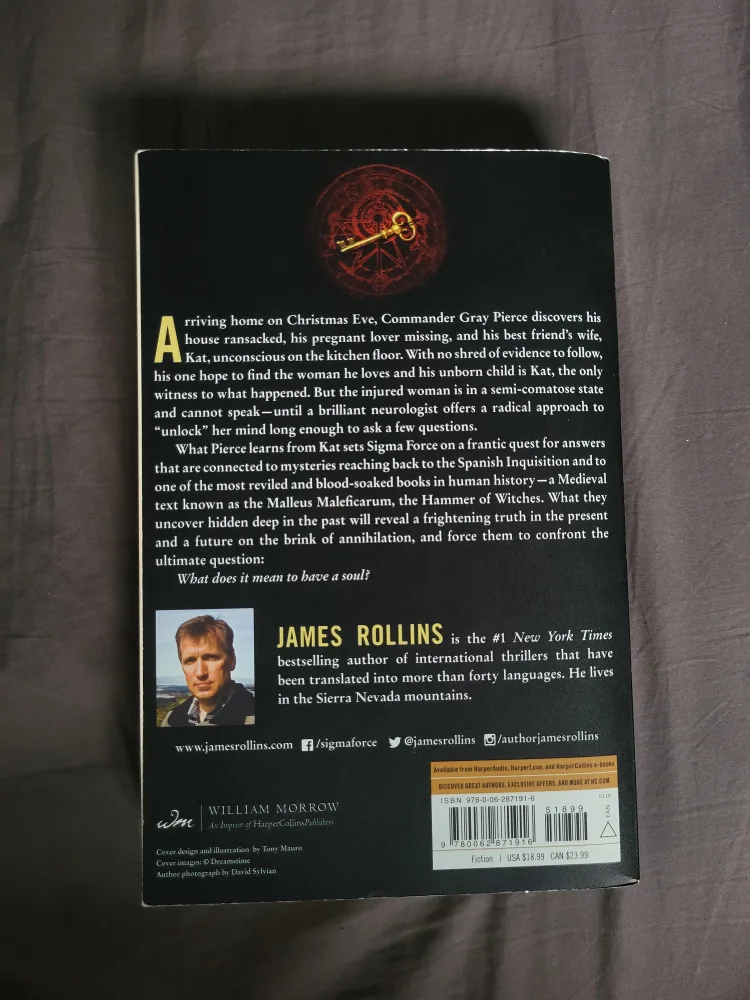 Arriving home on Christmas Eve, Commander Gray Pierce discovers his
house ransacked, his pregnant lover missing, and his best friend's wife,
Kat, unconscious on the kitchen floor. With no shred of evidence to follow,
his one hope to find the woman he loves and his unborn child is Kat, the only
witness to what happened. But the injured woman is in a semi-comatose state
and cannot speak—until a brilliant neurologist offers a radical approach to
"unlock" her mind long enough to ask a few questions.
What Pierce learns from Kat sets Sigma Force on a frantic quest for answers
that are connected to mysteries reaching back to the Spanish Inquisition and to
one of the most reviled and blood-soaked books in human history—a Medieval
text known as the Malleus Maleficarum, the Hammer of Witches. What they
uncover hidden deep in the past will reveal a frightening truth in the present
and a future on the brink of annihilation, and force them to confront the
ultimate question:
What does it mean to have a soul?
JAMES ROLLINS is the #1 New York Times
bestselling author of international thrillers that have
been translated into more than forty languages. He lives
in the Sierra Nevada mountains.
www.jamesrollins.com /sigmaforce @jamesrollins /authorjamesrollins
Available from HarperAudio, HarperLuxe, and HarperCollins e-books
DISCOVER GREAT AUTHORS, EXCLUSIVE OFFERS, AND MORE AT HC.COM.
ISBN 978-0-06-287191-6
0119
51899
EAN
9 780062 871916
Fiction | USA $18.99 CAN $23.99
wm
WILLIAM MORROW
An Imprint of HarperCollinsPublishers
Cover design and illustration by Tony Mauro
Cover images: © Dreamstime
Author photograph by David Sylvian